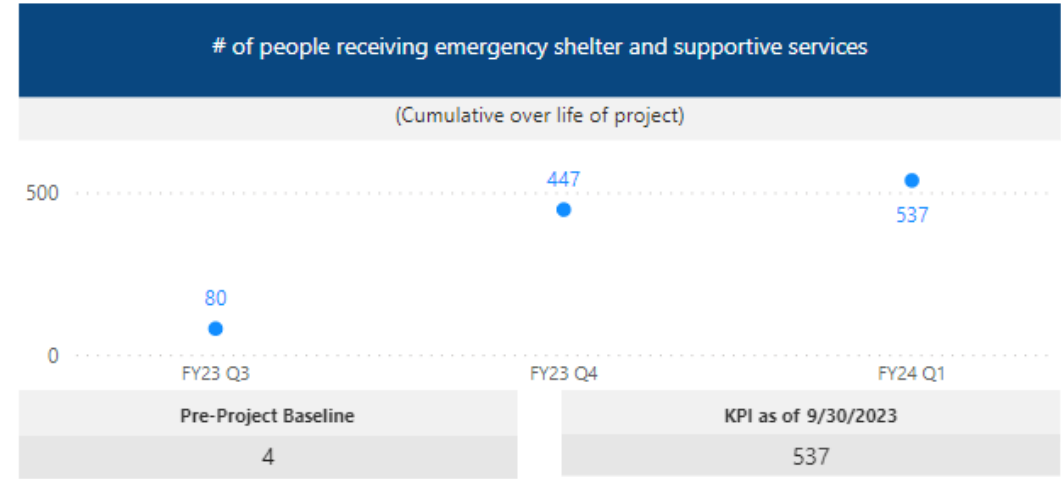 # of people receiving emergency shelter and supportive services
(Cumulative over life of project)
447
500
537
80
0
FY23 Q3 FY23 Q4 FY24 Q1
Pre-Project Baseline KPI as of 9/30/2023
4 537